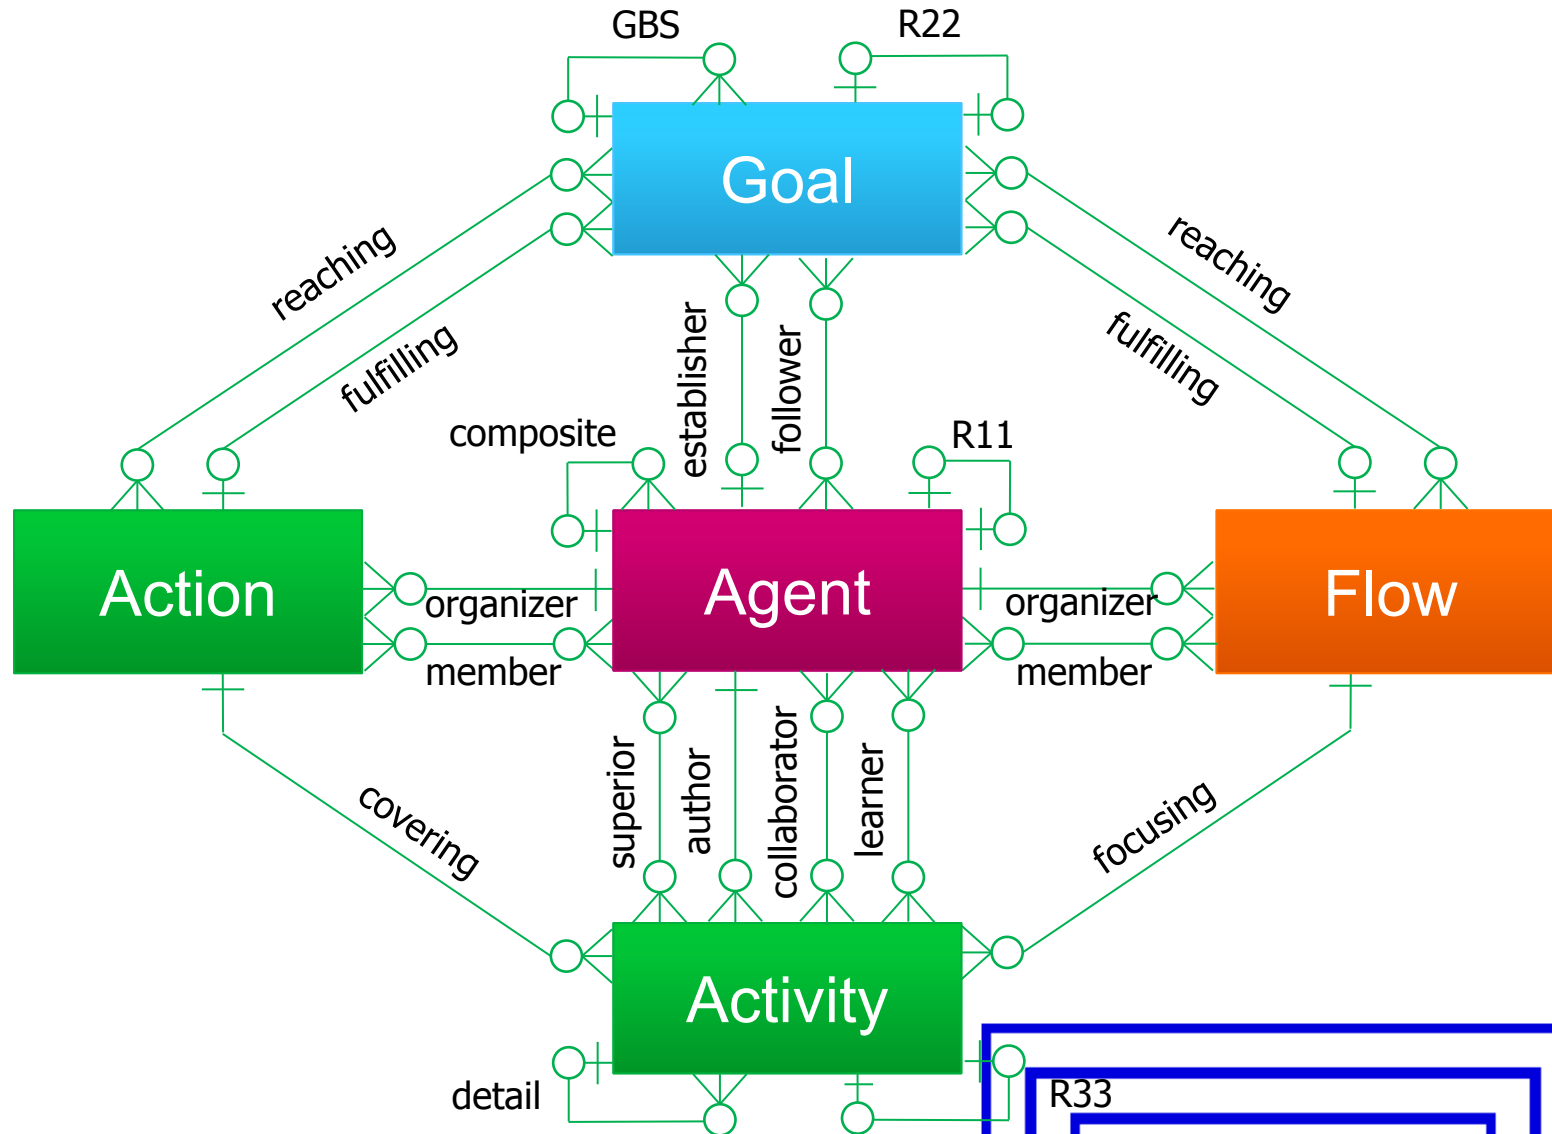 GBS
R22
Goal
reaching
fulfilling
establisher
follower
reaching
fulfilling
composite
R11
Action
organizer
member
Agent
organizer
member
Flow
covering
superior
author
collaborator
learner
focusing
Activity
detail
R33